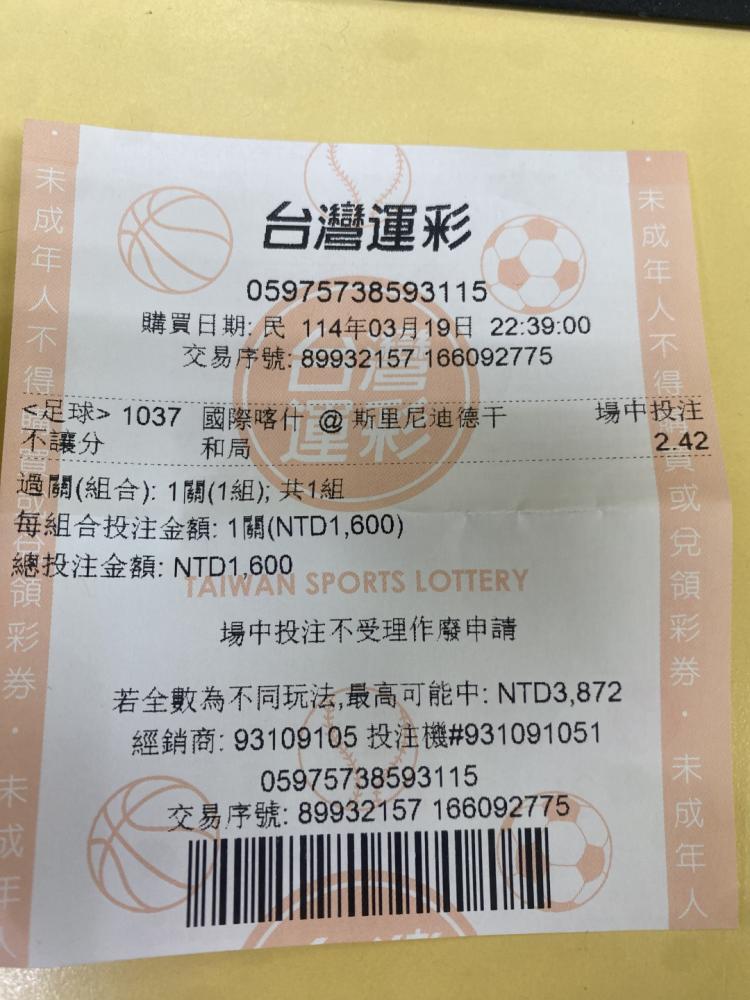 台灣運彩
05975738593115
購買日期: 民 114年03月19日 22:39:00
交易序號: 89932157 166092775
<足球> 1037 國際喀什 @ 斯里尼迪德干 場中投注
不讓分 和局 2.42
過關(組合): 1關(1組); 共1組
每組合投注金額: 1關(NTD1,600)
總投注金額: NTD1,600
TAIWAN SPORTS LOTTERY
場中投注不受理作廢申請
若全數為不同玩法,最高可能中: NTD3,872
經銷商: 93109105 投注機#931091051
05975738593115
交易序號: 89932157 166092775
未成年人不得購買或兌領彩券・未成年人
未成年人不得購買或兌領彩券・未成年人
台灣運彩